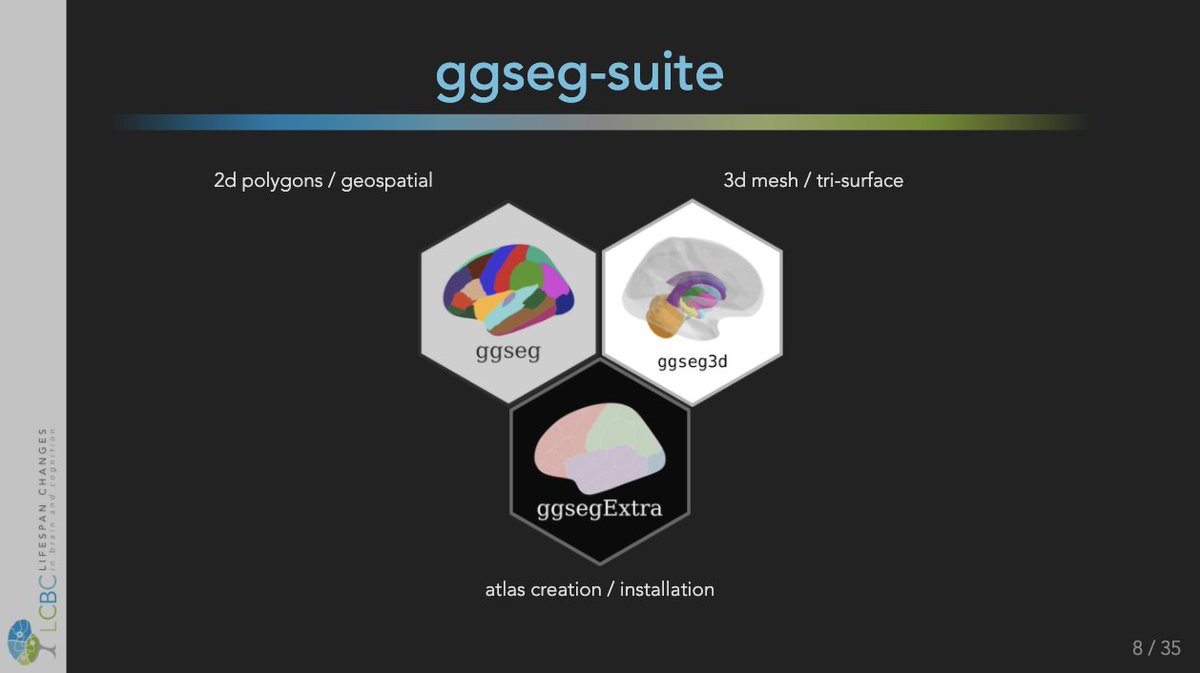 ggseg-suite
2d polygons / geospatial
3d mesh / tri-surface
ggseg
ggseg3d
ggsegExtra
atlas creation / installation
LCBC LIFESPAN CHANGES
in brain and cognition
8 / 35